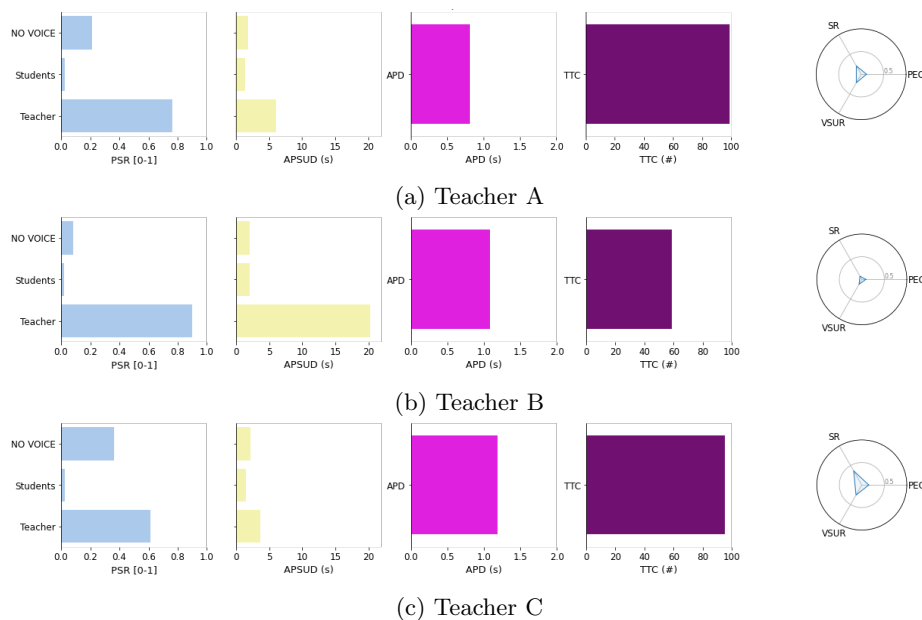 NO VOICE
Students
Teacher
0.0 0.2 0.4 0.6 0.8 1.0
PSR [0-1]
0 5 10 15 20
APSUD (s)
APD
0.0 0.5 1.0 1.5 2.0
APD (s)
TTC
0 20 40 60 80 100
TTC (#)
SR
0.5
PEC
VSUR
(a) Teacher A
NO VOICE
Students
Teacher
0.0 0.2 0.4 0.6 0.8 1.0
PSR [0-1]
0 5 10 15 20
APSUD (s)
APD
0.0 0.5 1.0 1.5 2.0
APD (s)
TTC
0 20 40 60 80 100
TTC (#)
SR
0.5
PEC
VSUR
(b) Teacher B
NO VOICE
Students
Teacher
0.0 0.2 0.4 0.6 0.8 1.0
PSR [0-1]
0 5 10 15 20
APSUD (s)
APD
0.0 0.5 1.0 1.5 2.0
APD (s)
TTC
0 20 40 60 80 100
TTC (#)
SR
0.5
PEC
VSUR
(c) Teacher C